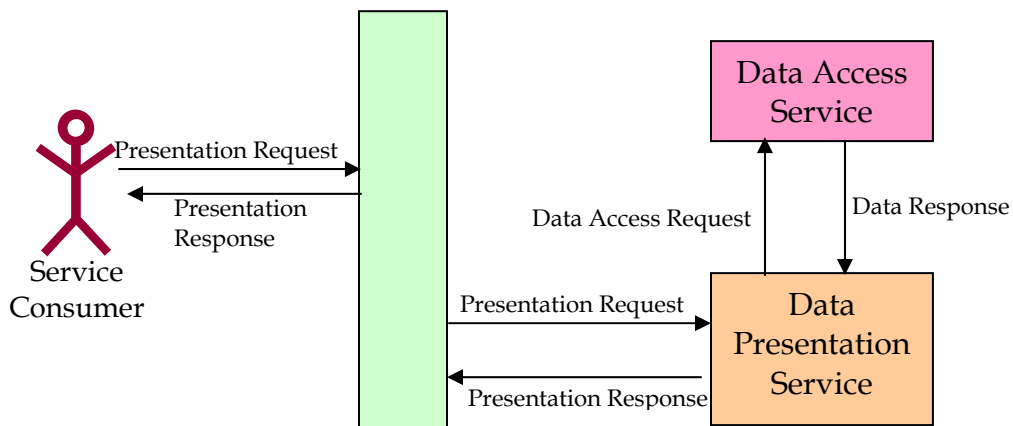 Data Access
Service
Presentation Request
Presentation
Response
Data Access Request
Data Response
Service
Consumer
Presentation Request
Data
Presentation
Service
Presentation Response